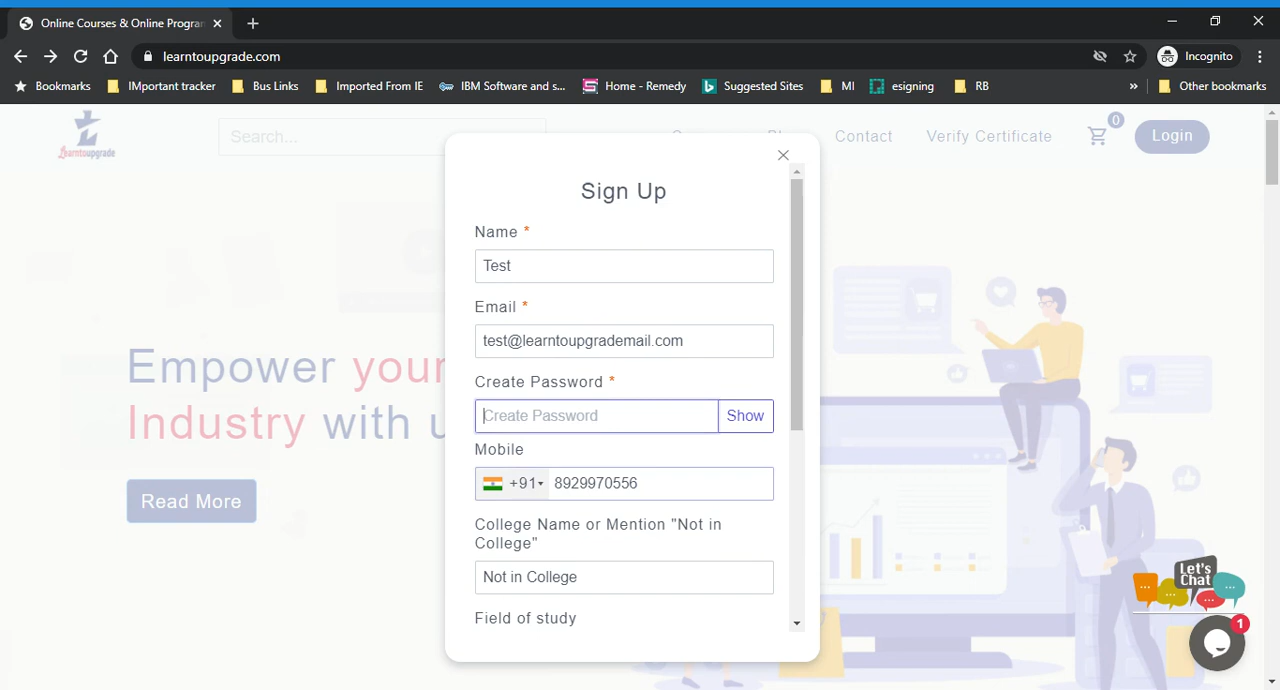 Online Courses & Online Progran
learntoupgrade.com
Incognito
Bookmarks
IMportant tracker
Bus Links
Imported From IE
IBM Software and s...
Home - Remedy
Suggested Sites
MI
esigning
RB
»
Other bookmarks
Learntoupgrade
Search...
Contact
Verify Certificate
0
Login
Sign Up
Name *
Test
Email *
test@learntoupgrademail.com
Create Password *
Create Password
Show
Mobile
+91
8929970556
College Name or Mention "Not in
College"
Not in College
Field of study
Empower your
Industry with u
Read More
Let's
Chat
1